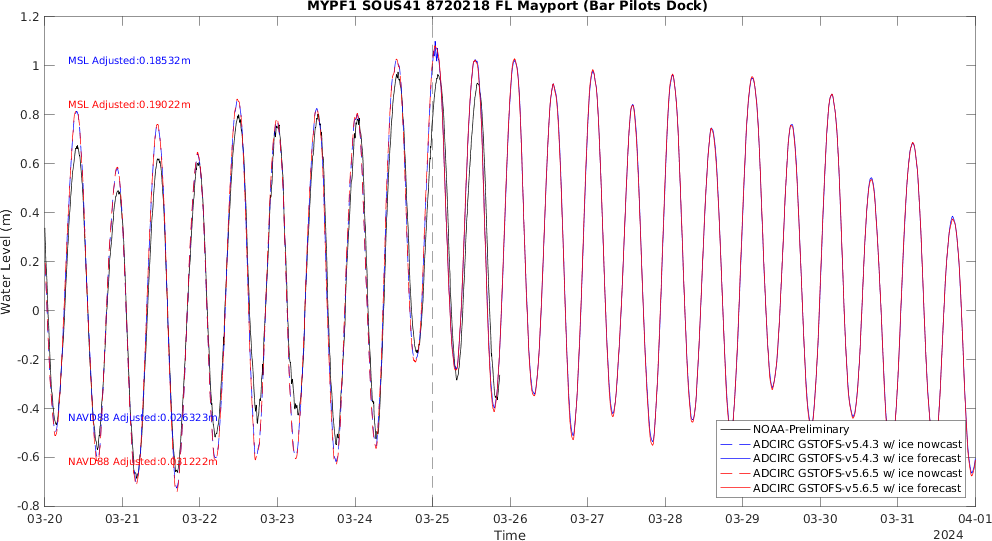 MYPF1 SOUS41 8720218 FL Mayport (Bar Pilots Dock)
1.2
1
0.8
0.6
0.4
0.2
0
-0.2
-0.4
-0.6
-0.8
Water Level (m)
MSL Adjusted:0.18532m
MSL Adjusted:0.19022m
NAVD88 Adjusted:0.026323m
NAVD88 Adjusted:0.031222m
NOAA-Preliminary
ADCIRC GSTOFS-v5.4.3 w/ ice nowcast
ADCIRC GSTOFS-v5.4.3 w/ ice forecast
ADCIRC GSTOFS-v5.6.5 w/ ice nowcast
ADCIRC GSTOFS-v5.6.5 w/ ice forecast
03-20 03-21 03-22 03-23 03-24 03-25 03-26 03-27 03-28 03-29 03-30 03-31 04-01
Time
2024